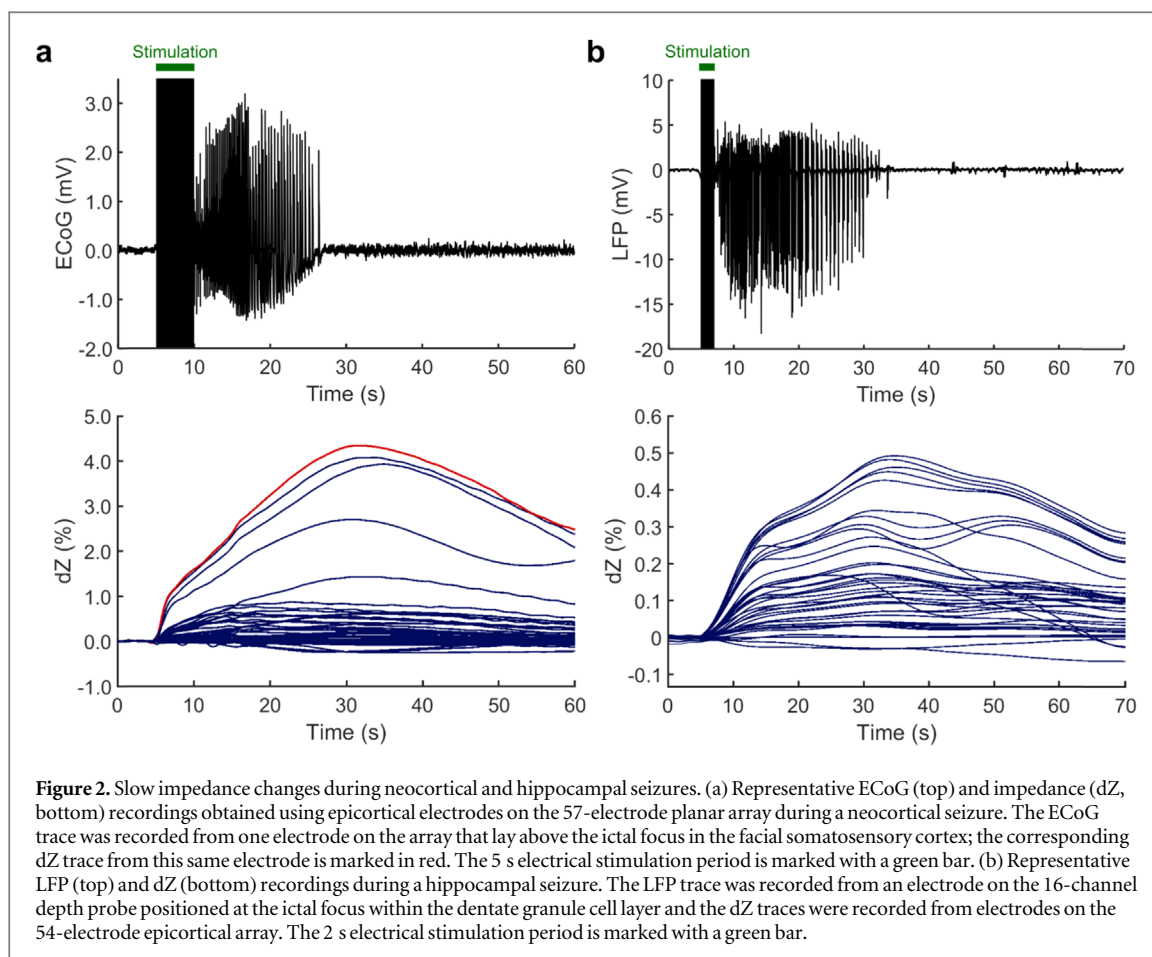 a
Stimulation
3.0
2.0
1.0
0.0
-1.0
-2.0
ECoG (mV)
0 10 20 30 40 50 60
Time (s)
b
Stimulation
10
5
0
-5
-10
-15
-20
LFP (mV)
0 10 20 30 40 50 60 70
Time (s)
5.0
4.0
3.0
2.0
1.0
0.0
-1.0
dZ (%)
0 10 20 30 40 50 60
Time (s)
0.6
0.5
0.4
0.3
0.2
0.1
0
-0.1
dZ (%)
0 10 20 30 40 50 60 70
Time (s)
Figure 2. Slow impedance changes during neocortical and hippocampal seizures. (a) Representative ECoG (top) and impedance (dZ,
bottom) recordings obtained using epicortical electrodes on the 57-electrode planar array during a neocortical seizure. The ECoG
trace was recorded from one electrode on the array that lay above the ictal focus in the facial somatosensory cortex; the corresponding
dZ trace from this same electrode is marked in red. The 5 s electrical stimulation period is marked with a green bar. (b) Representative
LFP (top) and dZ (bottom) recordings during a hippocampal seizure. The LFP trace was recorded from an electrode on the 16-channel
depth probe positioned at the ictal focus within the dentate granule cell layer and the dZ traces were recorded from electrodes on the
54-electrode epicortical array. The 2 s electrical stimulation period is marked with a green bar.